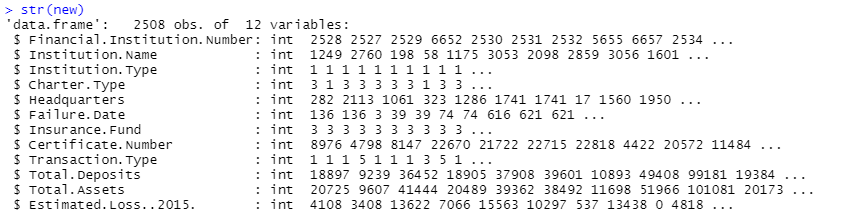 > str(new)
'data.frame':   2508 obs. of  12 variables:
 $ Financial.Institution.Number: int  2528 2527 2529 6652 2530 2531 2532 5655 6657 2534 ...
 $ Institution.Name            : int  1249 2760 198 58 1175 3053 2098 2859 3056 1601 ...
 $ Institution.Type            : int  1 1 1 1 1 1 1 1 1 1 ...
 $ Charter.Type                : int  3 1 3 3 3 3 3 1 3 3 ...
 $ Headquarters                : int  282 2113 1061 323 1286 1741 1741 17 1560 1950 ...
 $ Failure.Date                : int  136 136 3 39 39 74 74 616 621 621 ...
 $ Insurance.Fund              : int  3 3 3 3 3 3 3 3 3 3 ...
 $ Certificate.Number          : int  8976 4798 8147 22670 21722 22715 22818 4422 20572 11484 ...
 $ Transaction.Type            : int  1 1 1 5 1 1 1 3 5 1 ...
 $ Total.Deposits              : int  18897 9239 36452 18905 37908 39601 10893 49408 99181 19384 ...
 $ Total.Assets                : int  20725 9607 41444 20489 39362 38492 11698 51966 101081 20173 ...
 $ Estimated.Loss..2015.       : int  4108 3408 13622 7066 15563 10297 537 13438 0 4818 ...